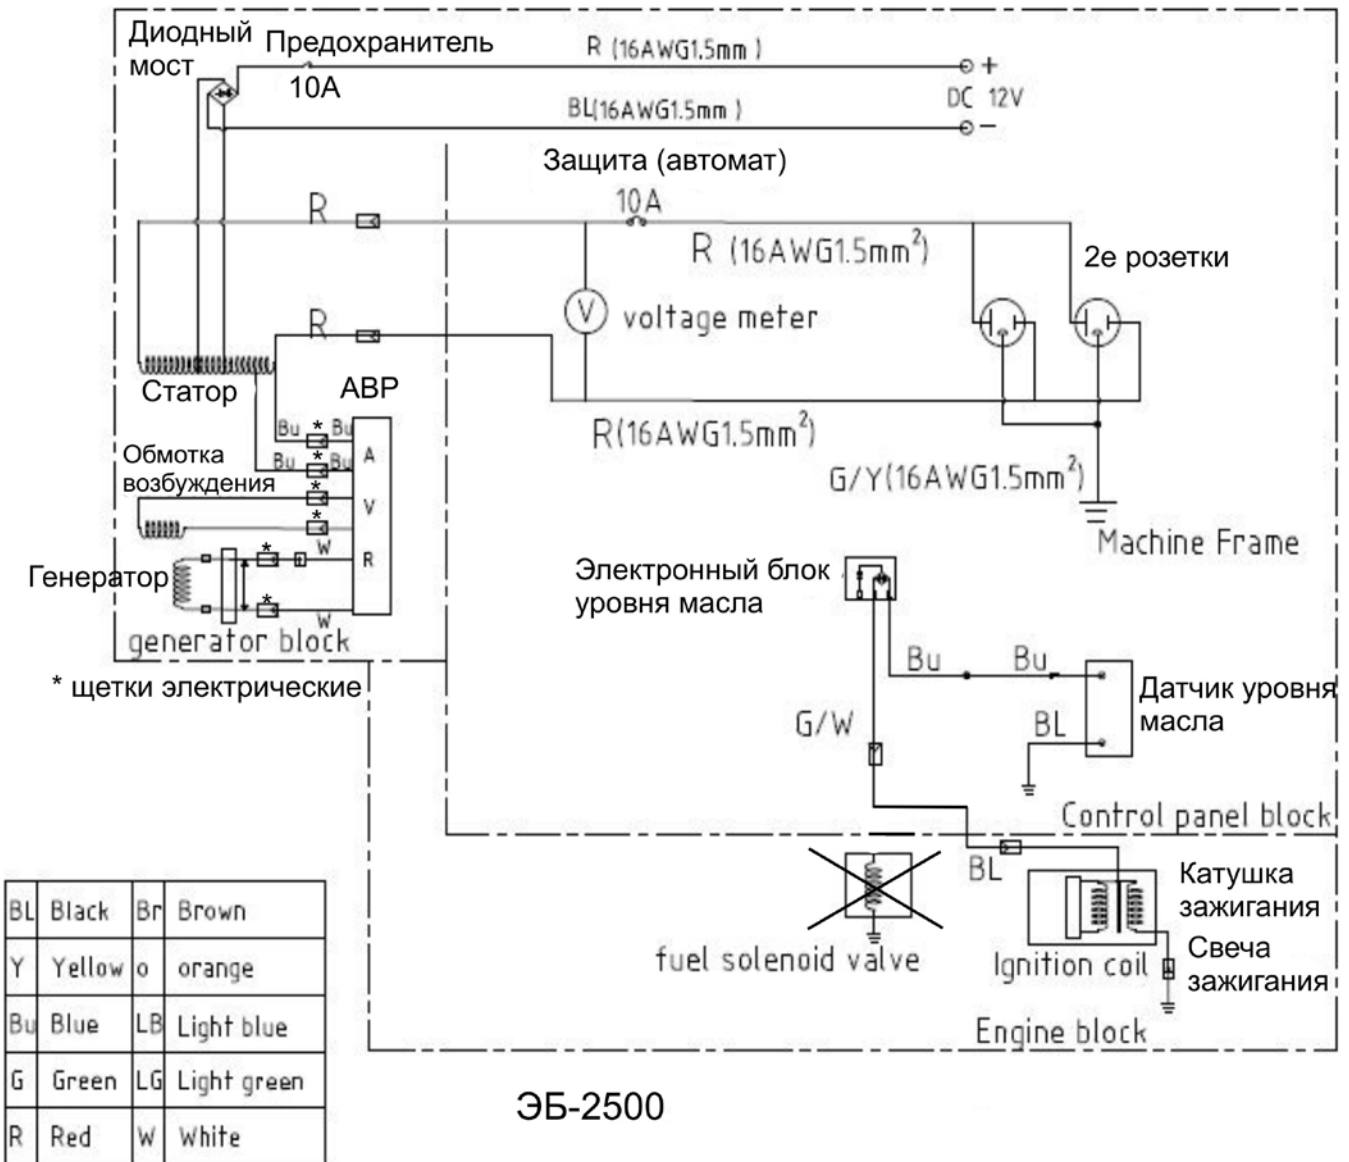 Диодный
мост
Предохранитель
10А
R (16AWG1.5mm )
+
DC 12V
BL(16AWG1.5mm )
−
Защита (автомат)
10A
R
R (16AWG1.5mm²)
2е розетки
R
V
voltage meter
Статор
АВР
R(16AWG1.5mm²)
Bu * Bu
Bu * Bu
A
Обмотка
возбуждения
*
V
*
G/Y(16AWG1.5mm²)
Machine Frame
W
*
R
Генератор
*
W
generator block
* щетки электрические
Электронный блок
уровня масла
Bu
Bu
Датчик уровня
масла
G/W
BL
Control panel block
BL
Катушка
зажигания
fuel solenoid valve
Ignition coil
Свеча
зажигания
Engine block
BL Black Br Brown
Y Yellow o orange
Bu Blue LB Light blue
G Green LG Light green
R Red W White
ЭБ-2500